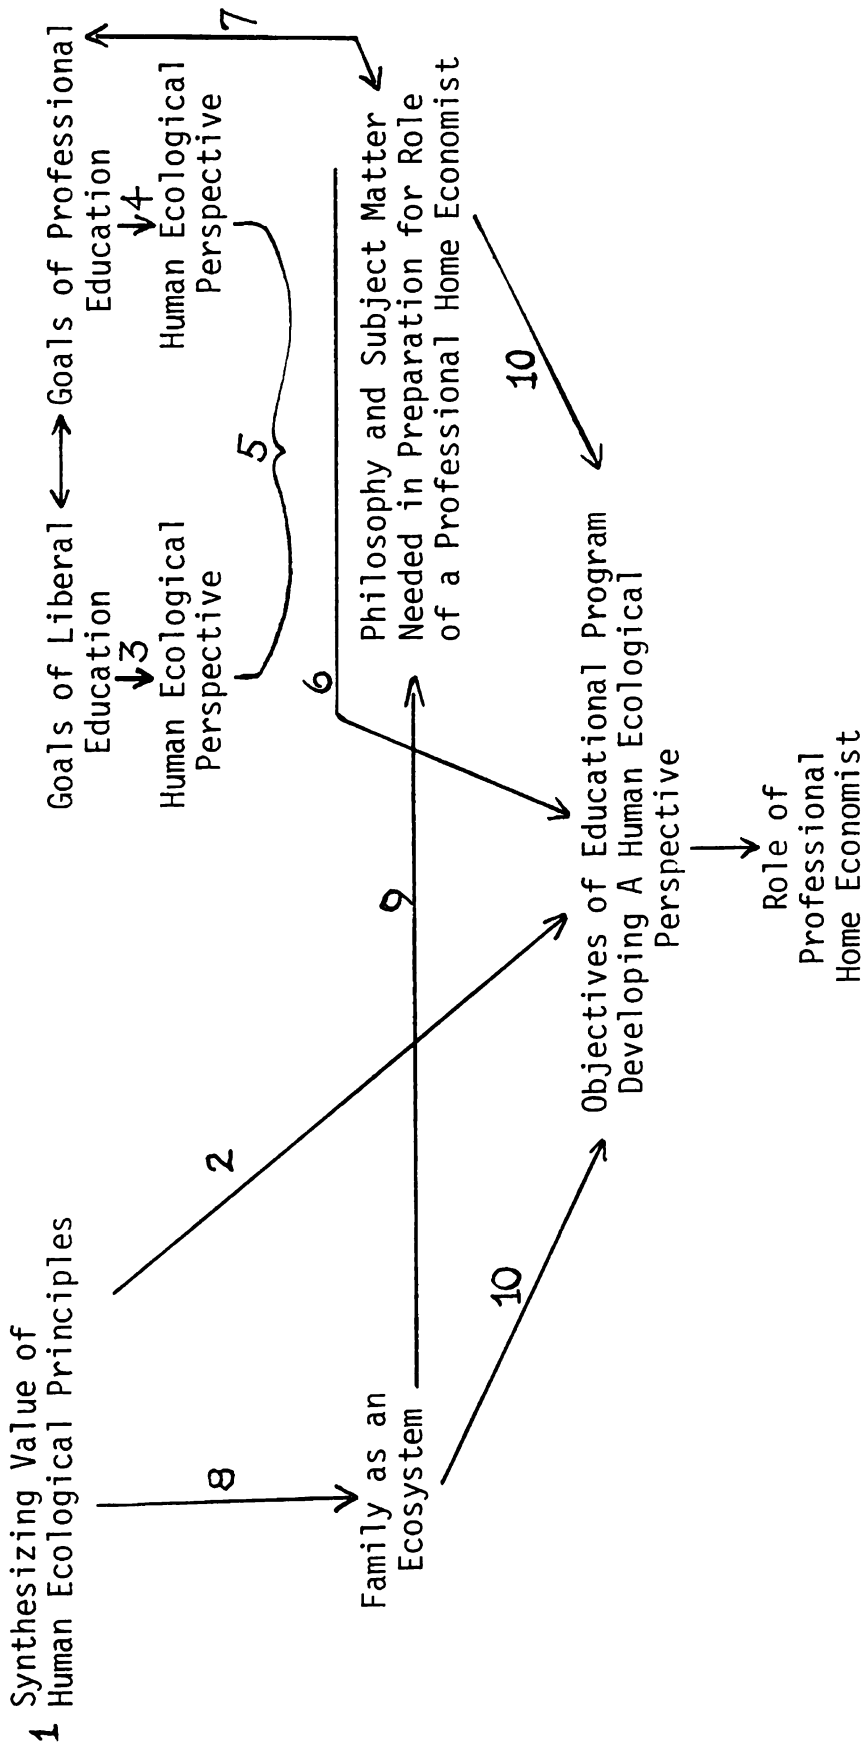 1 Synthesizing Value of
Human Ecological Principles
Goals of Liberal
Education
Goals of Professional
Education
3
4
Human Ecological
Perspective
Human Ecological
Perspective
7
2
8
5
6
Family as an
Ecosystem
9
Philosophy and Subject Matter
Needed in Preparation for Role
of a Professional Home Economist
10
10
Objectives of Educational Program
Developing A Human Ecological
Perspective
Role of
Professional
Home Economist